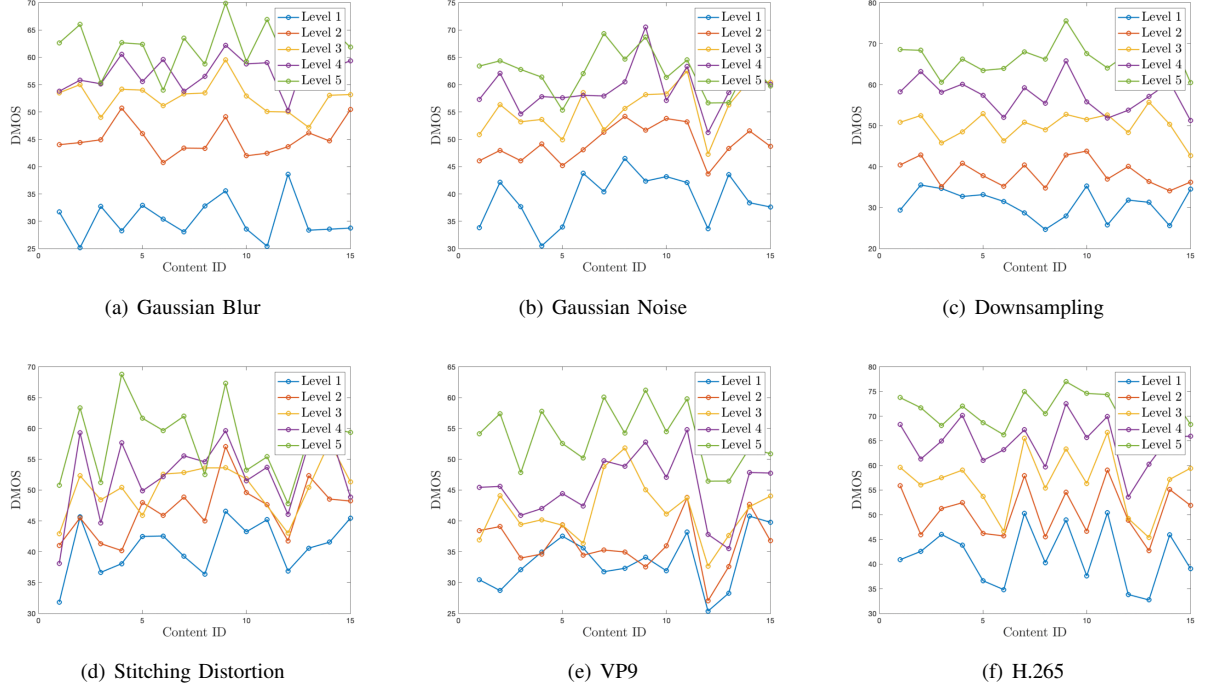 70
65
60
55
50
45
40
35
30
25
DMOS
0
5
10
15
Content ID
Level 1
Level 2
Level 3
Level 4
Level 5
(a) Gaussian Blur
75
70
65
60
55
50
45
40
35
30
DMOS
0
5
10
15
Content ID
Level 1
Level 2
Level 3
Level 4
Level 5
(b) Gaussian Noise
80
70
60
50
40
30
20
DMOS
0
5
10
15
Content ID
Level 1
Level 2
Level 3
Level 4
Level 5
(c) Downsampling
70
65
60
55
50
45
40
35
30
DMOS
0
5
10
15
Content ID
Level 1
Level 2
Level 3
Level 4
Level 5
(d) Stitching Distortion
70
65
60
55
50
45
40
35
30
25
DMOS
0
5
10
15
Content ID
Level 1
Level 2
Level 3
Level 4
Level 5
(e) VP9
80
75
70
65
60
55
50
45
40
35
30
DMOS
0
5
10
15
Content ID
Level 1
Level 2
Level 3
Level 4
Level 5
(f) H.265